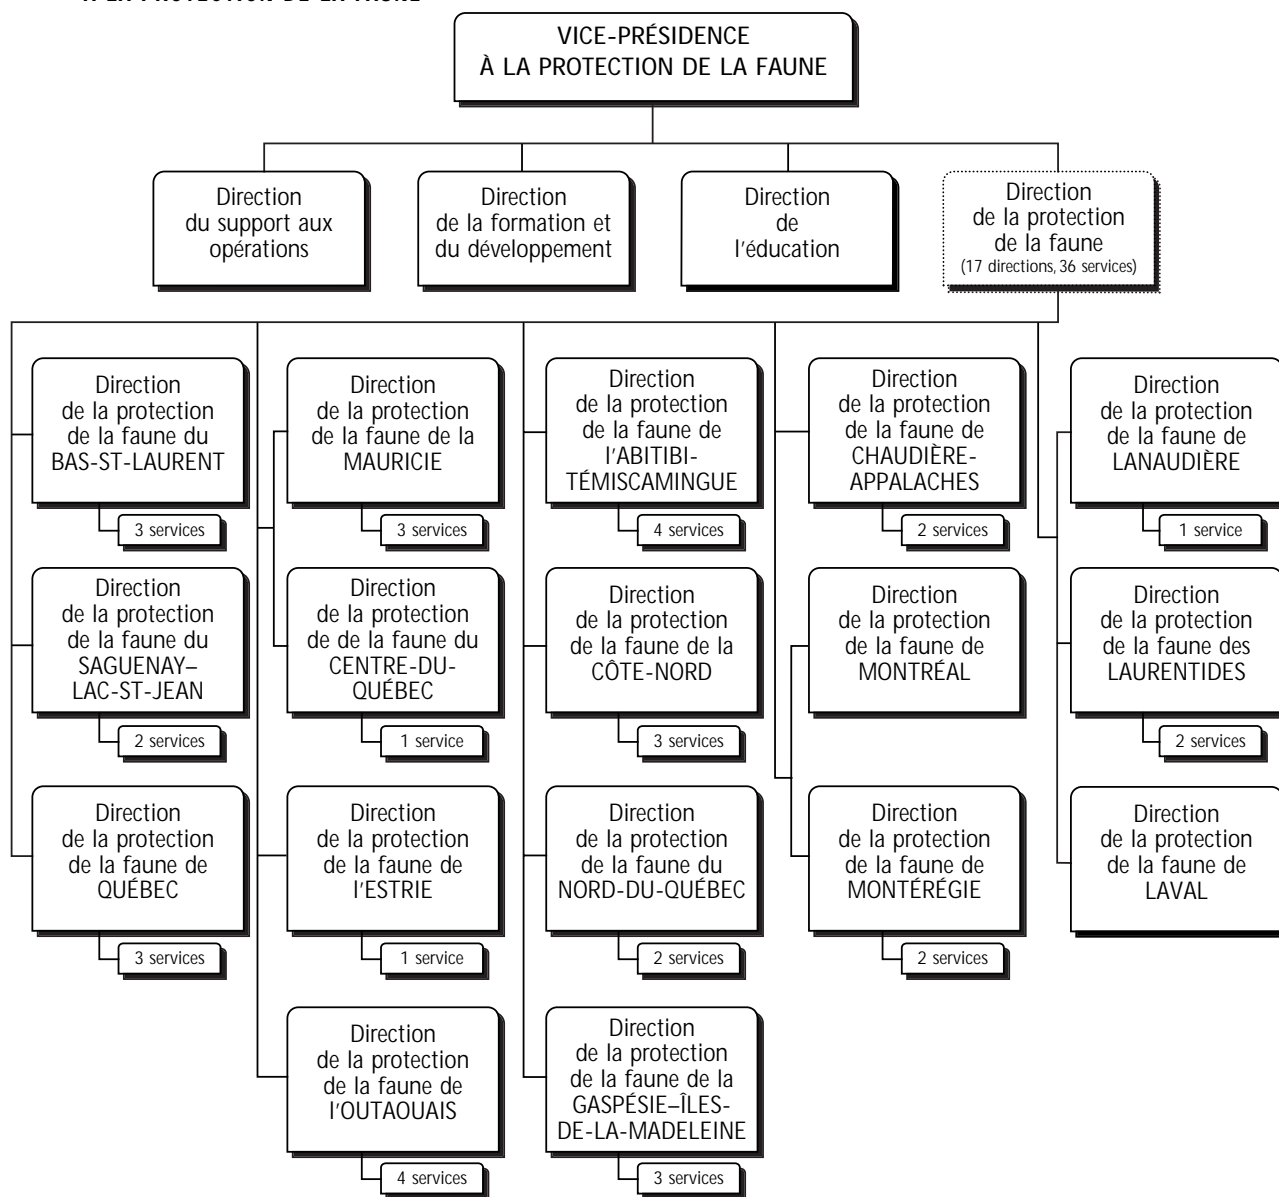 À LA PROTECTION DE LA FAUNE
VICE-PRÉSIDENCE
À LA PROTECTION DE LA FAUNE
Direction
du support aux
opérations
Direction
de la formation et
du développement
Direction
de
l'éducation
Direction
de la protection
de la faune
(17 directions, 36 services)
Direction
de la protection
de la faune du
BAS-ST-LAURENT
3 services
Direction
de la protection
de la faune de la
MAURICIE
3 services
Direction
de la protection
de la faune de
l'ABITIBI-
TÉMISCAMINGUE
4 services
Direction
de la protection
de la faune de
CHAUDIÈRE-
APPALACHES
2 services
Direction
de la protection
de la faune de
LANAUDIÈRE
1 service
Direction
de la protection
de la faune du
SAGUENAY–
LAC-ST-JEAN
2 services
Direction
de la protection
de de la faune du
CENTRE-DU-
QUÉBEC
1 service
Direction
de la protection
de la faune de la
CÔTE-NORD
3 services
Direction
de la protection
de la faune de
MONTRÉAL
Direction
de la protection
de la faune des
LAURENTIDES
2 services
Direction
de la protection
de la faune de
QUÉBEC
3 services
Direction
de la protection
de la faune de
l'ESTRIE
1 service
Direction
de la protection
de la faune du
NORD-DU-QUÉBEC
2 services
Direction
de la protection
de la faune de
MONTÉRÉGIE
2 services
Direction
de la protection
de la faune de
LAVAL
Direction
de la protection
de la faune de
l'OUTAOUAIS
4 services
Direction
de la protection
de la faune de la
GASPÉSIE–ÎLES-
DE-LA-MADELEINE
3 services